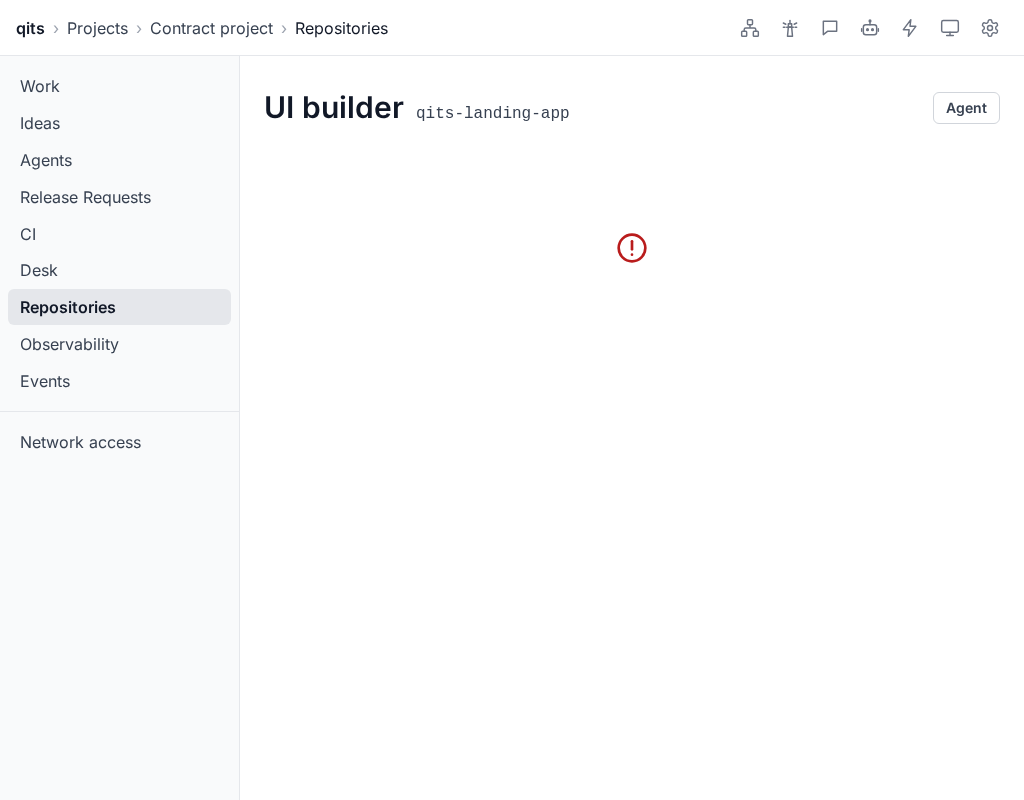 qits › Projects › Contract project › Repositories
Work
Ideas
Agents
Release Requests
CI
Desk
Repositories
Observability
Events
Network access
UI builder qits-landing-app
Agent